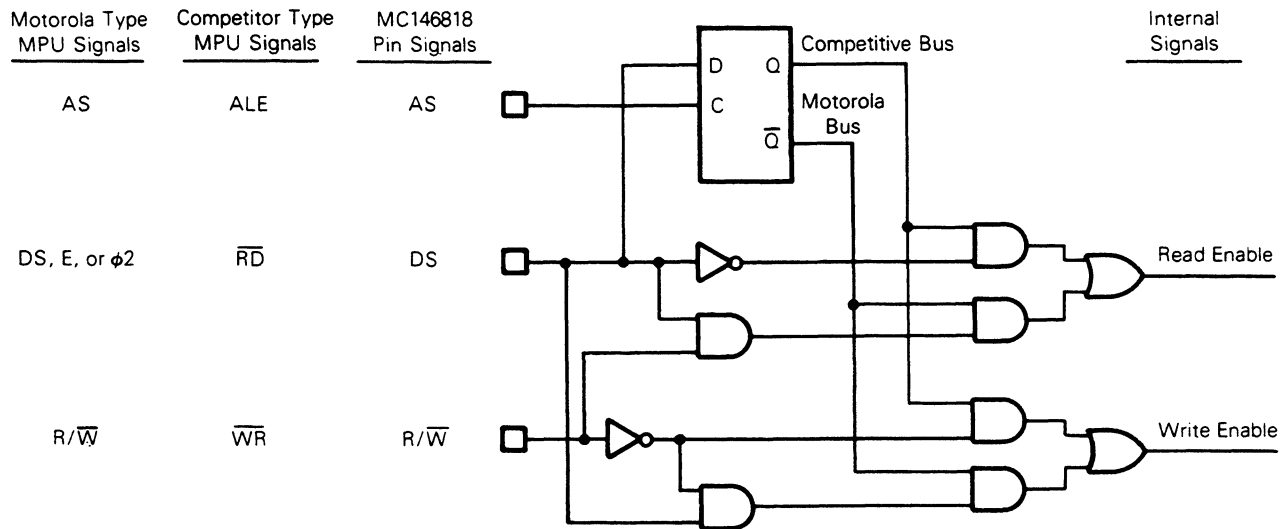 Motorola Type
MPU Signals
Competitor Type
MPU Signals
MC146818
Pin Signals
Internal
Signals
AS
ALE
AS
D
Q
C
Q̅
Competitive Bus
Motorola
Bus
DS, E, or ϕ2
R̅D̅
DS
Read Enable
R/W̅
W̅R̅
R/W̅
Write Enable